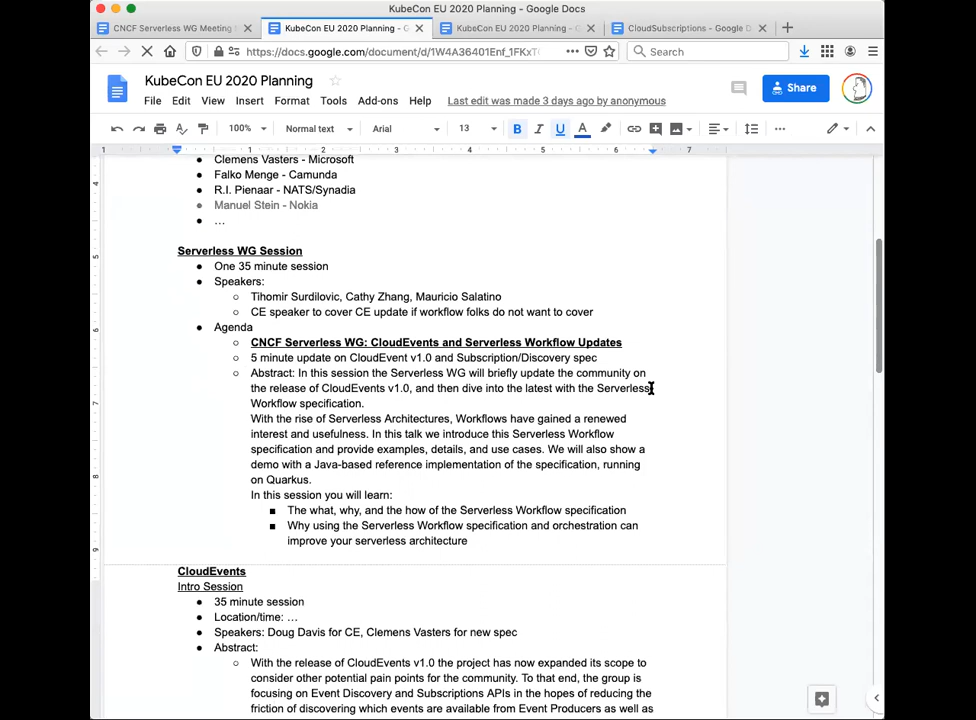 KubeCon EU 2020 Planning - Google Docs
CNCF Serverless WG Meeting
KubeCon EU 2020 Planning - G
KubeCon EU 2020 Planning - G
CloudSubscriptions - Google D
https://docs.google.com/document/d/1W4A36401Enf_1FKxT
Search
KubeCon EU 2020 Planning
File Edit View Insert Format Tools Add-ons Help Last edit was made 3 days ago by anonymous
Share
100% Normal text Arial 13 B I U A
1 1 2 3 4 5 6 7
4
5
6
7
8
9
Clemens Vasters - Microsoft
Falko Menge - Camunda
R.I. Pienaar - NATS/Synadia
Manuel Stein - Nokia
...
Serverless WG Session
One 35 minute session
Speakers:
Tihomir Surdilovic, Cathy Zhang, Mauricio Salatino
CE speaker to cover CE update if workflow folks do not want to cover
Agenda
CNCF Serverless WG: CloudEvents and Serverless Workflow Updates
5 minute update on CloudEvent v1.0 and Subscription/Discovery spec
Abstract: In this session the Serverless WG will briefly update the community on
the release of CloudEvents v1.0, and then dive into the latest with the Serverless
Workflow specification.
With the rise of Serverless Architectures, Workflows have gained a renewed
interest and usefulness. In this talk we introduce this Serverless Workflow
specification and provide examples, details, and use cases. We will also show a
demo with a Java-based reference implementation of the specification, running
on Quarkus.
In this session you will learn:
The what, why, and the how of the Serverless Workflow specification
Why using the Serverless Workflow specification and orchestration can
improve your serverless architecture
CloudEvents
Intro Session
35 minute session
Location/time: ...
Speakers: Doug Davis for CE, Clemens Vasters for new spec
Abstract:
With the release of CloudEvents v1.0 the project has now expanded its scope to
consider other potential pain points for the community. To that end, the group is
focusing on Event Discovery and Subscriptions APIs in the hopes of reducing the
friction of discovering which events are available from Event Producers as well as